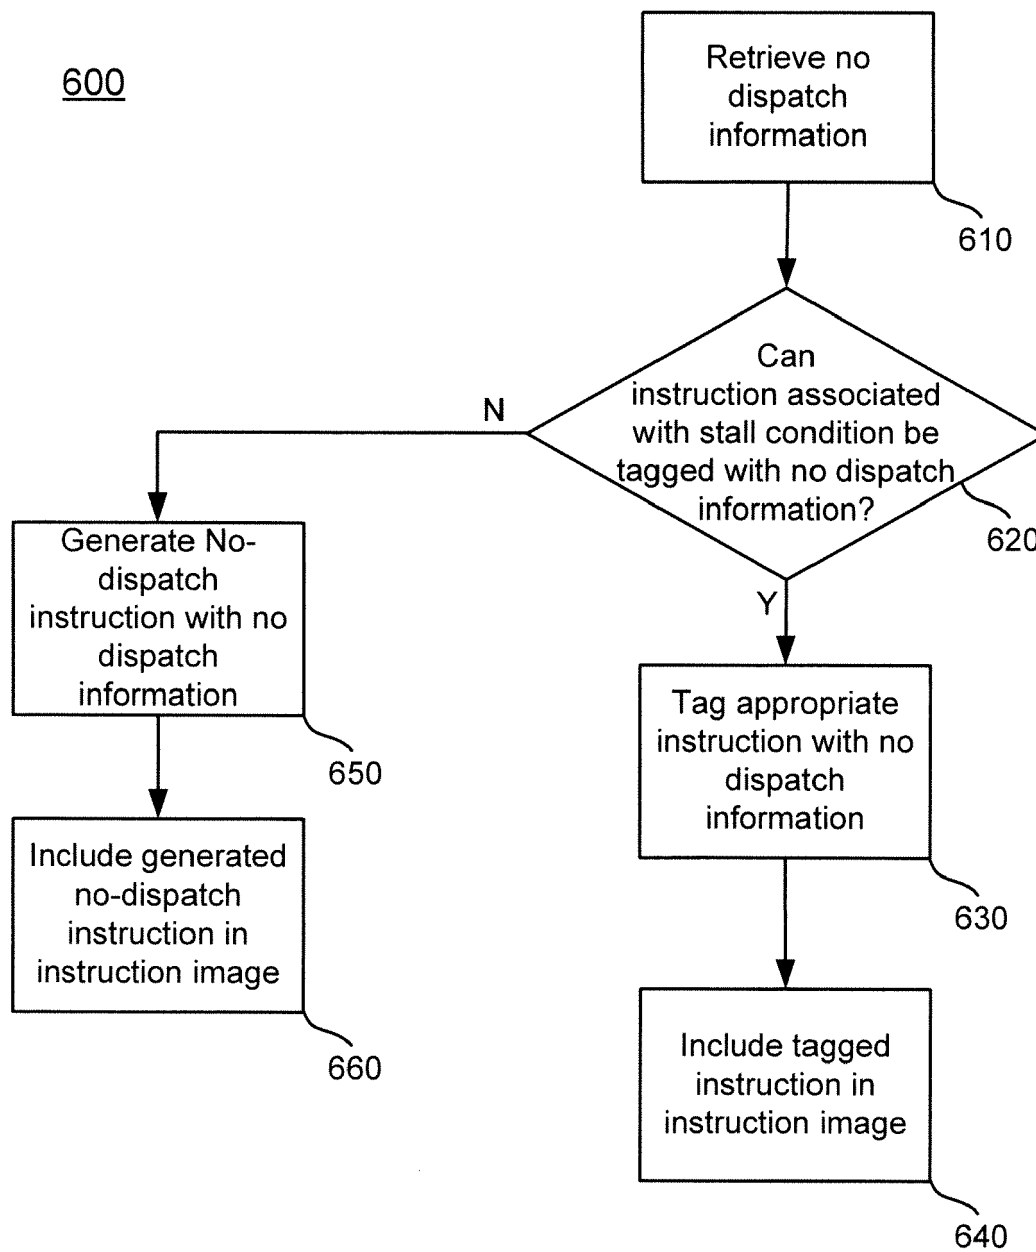 600
Retrieve no
dispatch
information
610
Can
instruction associated
with stall condition be
tagged with no dispatch
information?
620
N
Y
Generate No-
dispatch
instruction with no
dispatch
information
650
Tag appropriate
instruction with no
dispatch
information
630
Include generated
no-dispatch
instruction in
instruction image
660
Include tagged
instruction in
instruction image
640